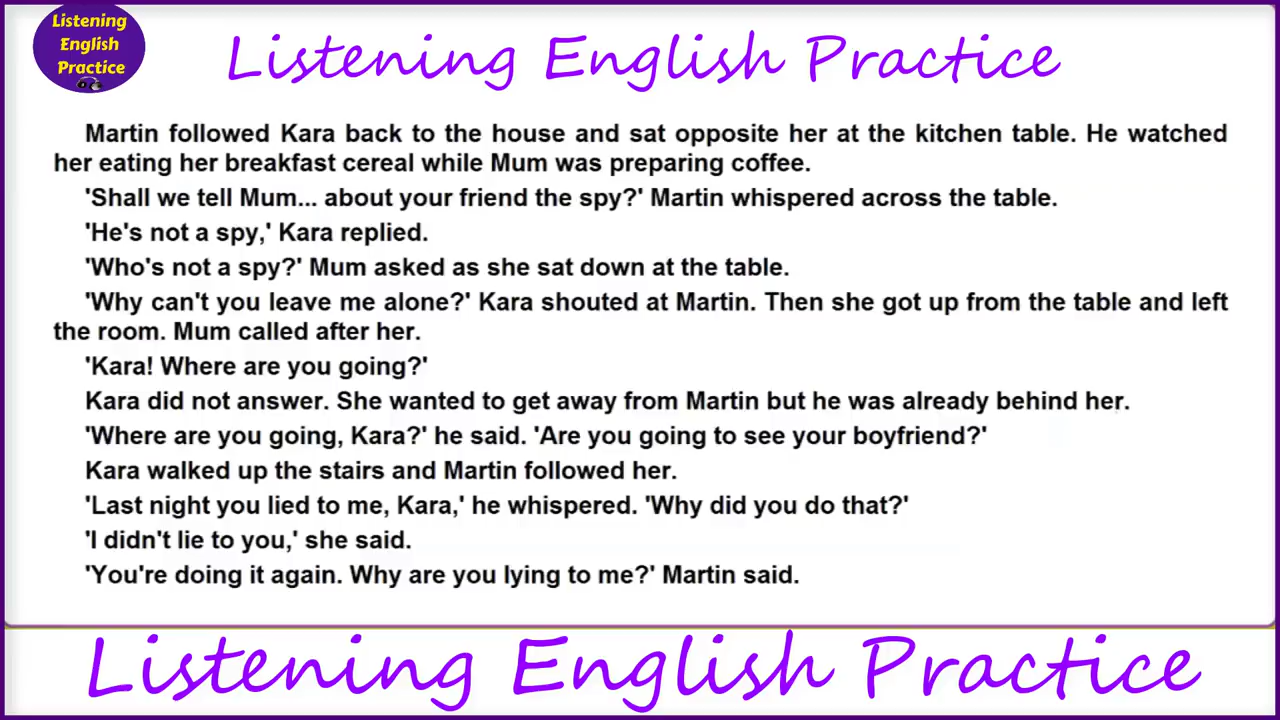 Listening
English
Practice
Listening English Practice
Martin followed Kara back to the house and sat opposite her at the kitchen table. He watched
her eating her breakfast cereal while Mum was preparing coffee.
'Shall we tell Mum... about your friend the spy?' Martin whispered across the table.
'He's not a spy,' Kara replied.
'Who's not a spy?' Mum asked as she sat down at the table.
'Why can't you leave me alone?' Kara shouted at Martin. Then she got up from the table and left
the room. Mum called after her.
'Kara! Where are you going?'
Kara did not answer. She wanted to get away from Martin but he was already behind her.
'Where are you going, Kara?' he said. 'Are you going to see your boyfriend?'
Kara walked up the stairs and Martin followed her.
'Last night you lied to me, Kara,' he whispered. 'Why did you do that?'
'I didn't lie to you,' she said.
'You're doing it again. Why are you lying to me?' Martin said.
Listening English Practice